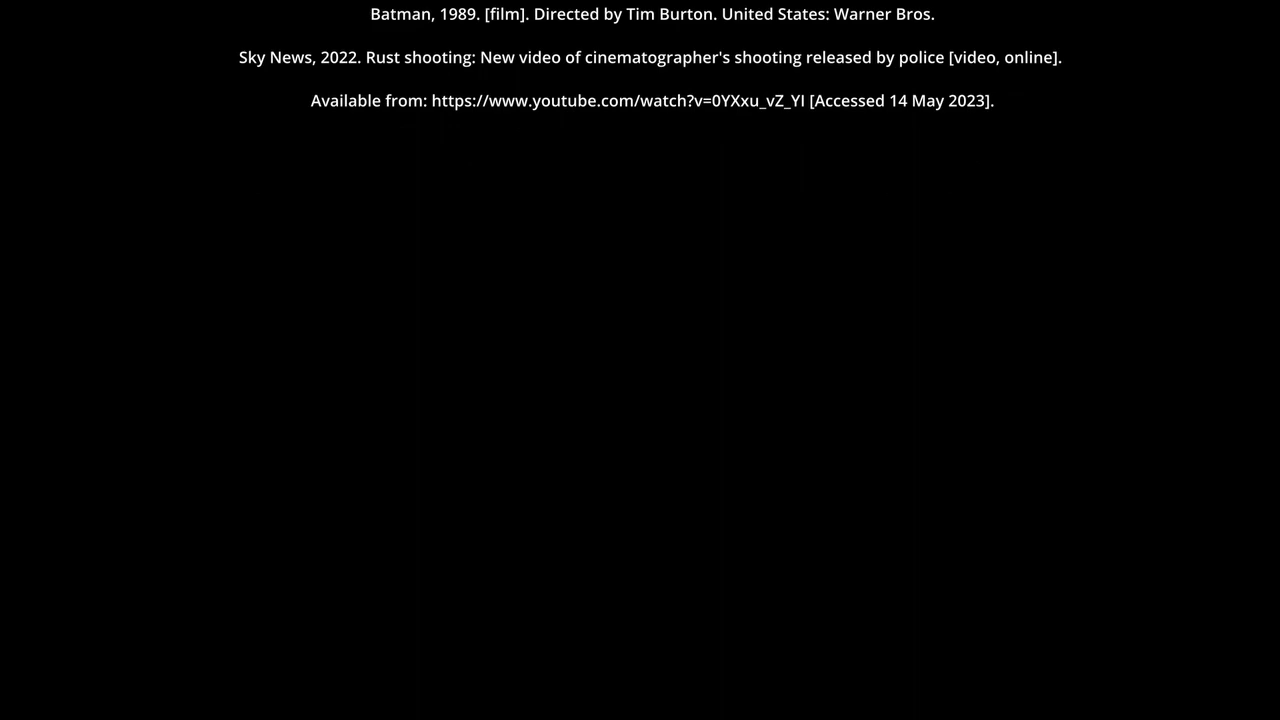 Batman, 1989. [film]. Directed by Tim Burton. United States: Warner Bros.
Sky News, 2022. Rust shooting: New video of cinematographer's shooting released by police [video, online].
Available from: https://www.youtube.com/watch?v=0YXxu_vZ_YI [Accessed 14 May 2023].